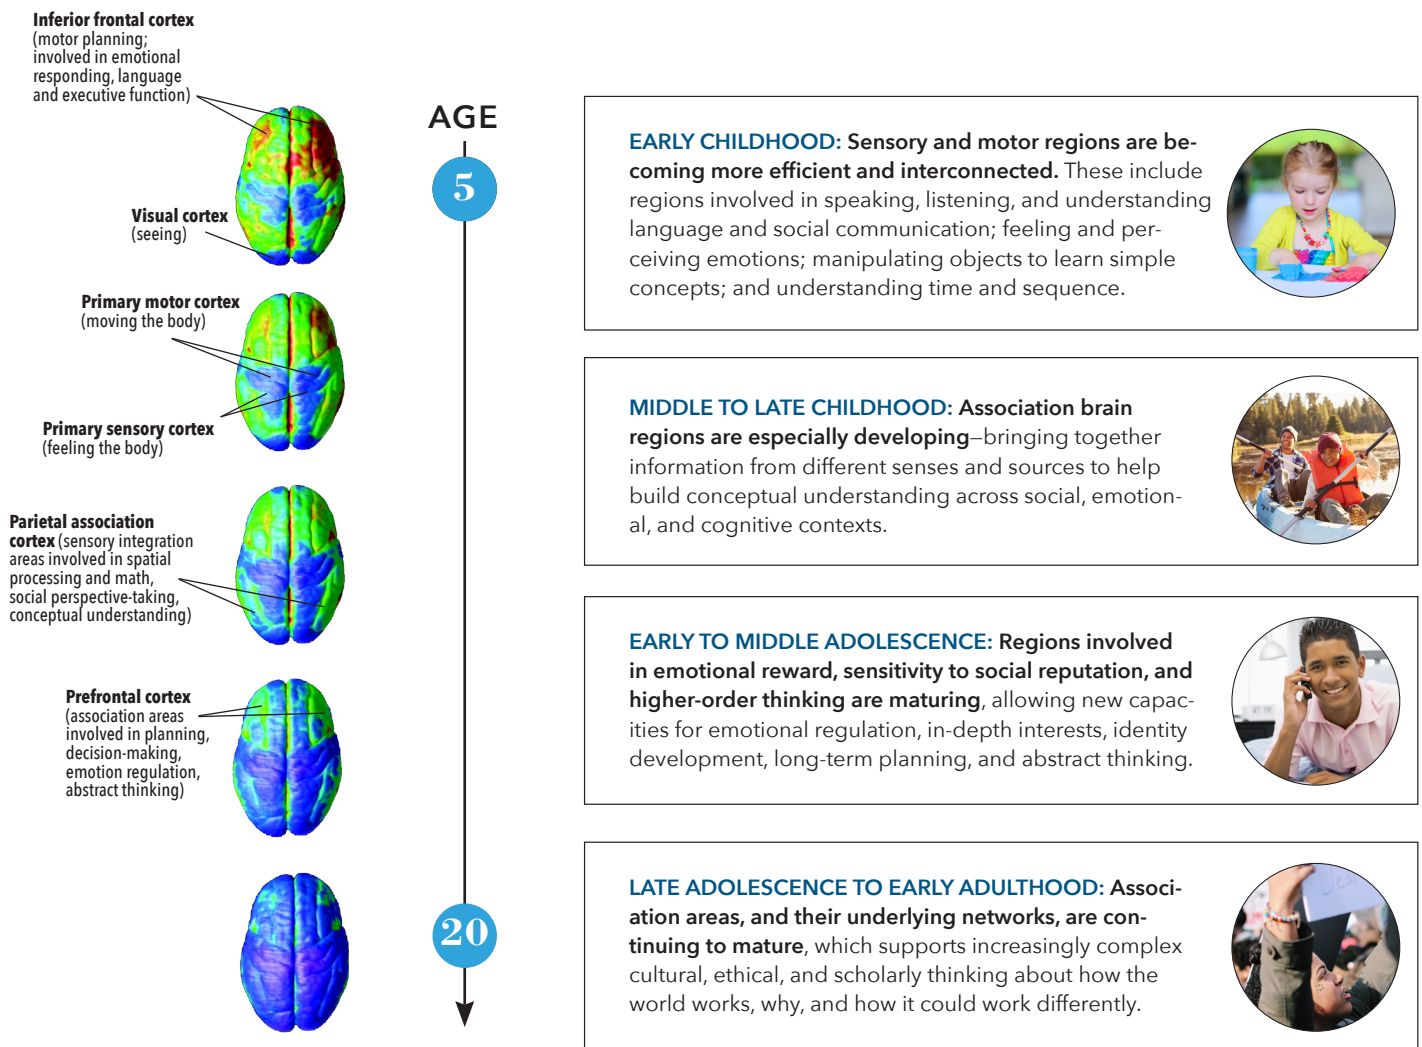 Inferior frontal cortex
(motor planning;
involved in emotional
responding, language
and executive function)
Visual cortex
(seeing)
Primary motor cortex
(moving the body)
Primary sensory cortex
(feeling the body)
Parietal association
cortex (sensory integration
areas involved in spatial
processing and math,
social perspective-taking,
conceptual understanding)
Prefrontal cortex
(association areas
involved in planning,
decision-making,
emotion regulation,
abstract thinking)
AGE
5
20
EARLY CHILDHOOD: Sensory and motor regions are be-
coming more efficient and interconnected. These include
regions involved in speaking, listening, and understanding
language and social communication; feeling and per-
ceiving emotions; manipulating objects to learn simple
concepts; and understanding time and sequence.
MIDDLE TO LATE CHILDHOOD: Association brain
regions are especially developing—bringing together
information from different senses and sources to help
build conceptual understanding across social, emotion-
al, and cognitive contexts.
EARLY TO MIDDLE ADOLESCENCE: Regions involved
in emotional reward, sensitivity to social reputation, and
higher-order thinking are maturing, allowing new capac-
ities for emotional regulation, in-depth interests, identity
development, long-term planning, and abstract thinking.
LATE ADOLESCENCE TO EARLY ADULTHOOD: Associ-
ation areas, and their underlying networks, are con-
tinuing to mature, which supports increasingly complex
cultural, ethical, and scholarly thinking about how the
world works, why, and how it could work differently.